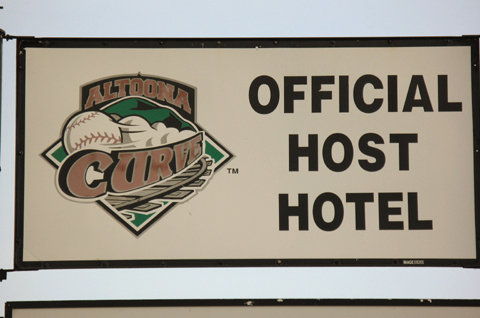 ALTOONA
CURVE
TM
OFFICIAL
HOST
HOTEL